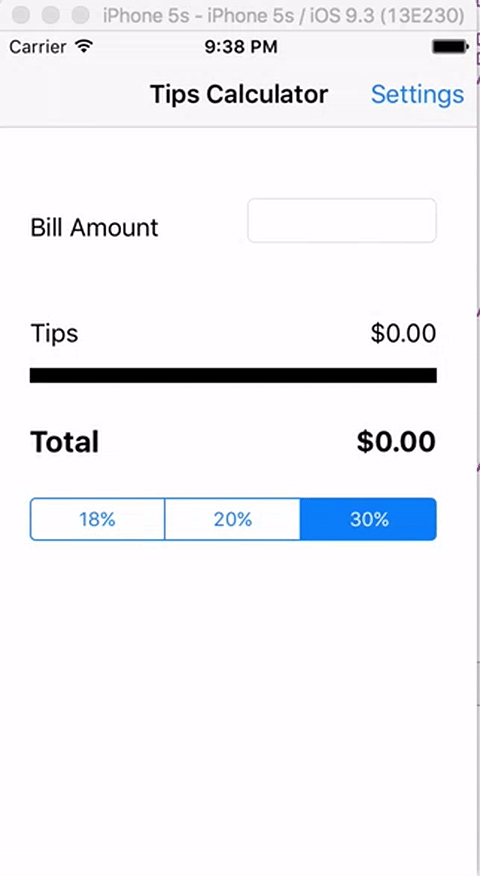 iPhone 5s - iPhone 5s / iOS 9.3 (13E230)
Carrier 9:38 PM
Tips Calculator Settings
Bill Amount
Tips $0.00
Total $0.00
18% 20% 30%